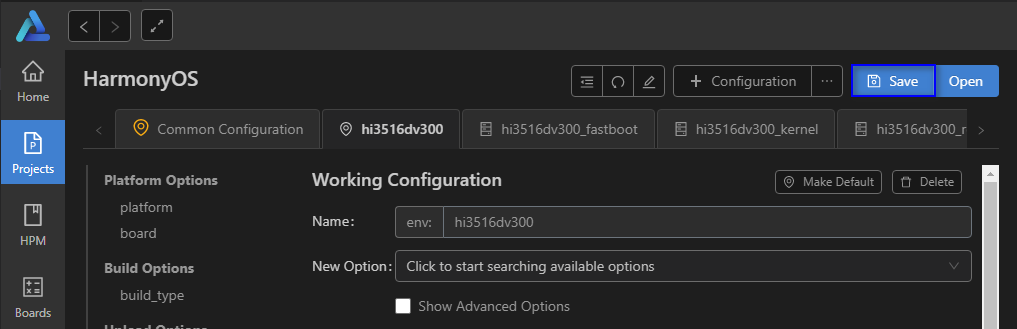 HarmonyOS
Configuration
···
Save
Open
Home
Common Configuration
hi3516dv300
hi3516dv300_fastboot
hi3516dv300_kernel
hi3516dv300_r
P
Projects
Platform Options
platform
board
Build Options
build_type
Upload Options
Working Configuration
Make Default
Delete
Name:
env:
hi3516dv300
New Option:
Click to start searching available options
Show Advanced Options
HPM
Boards